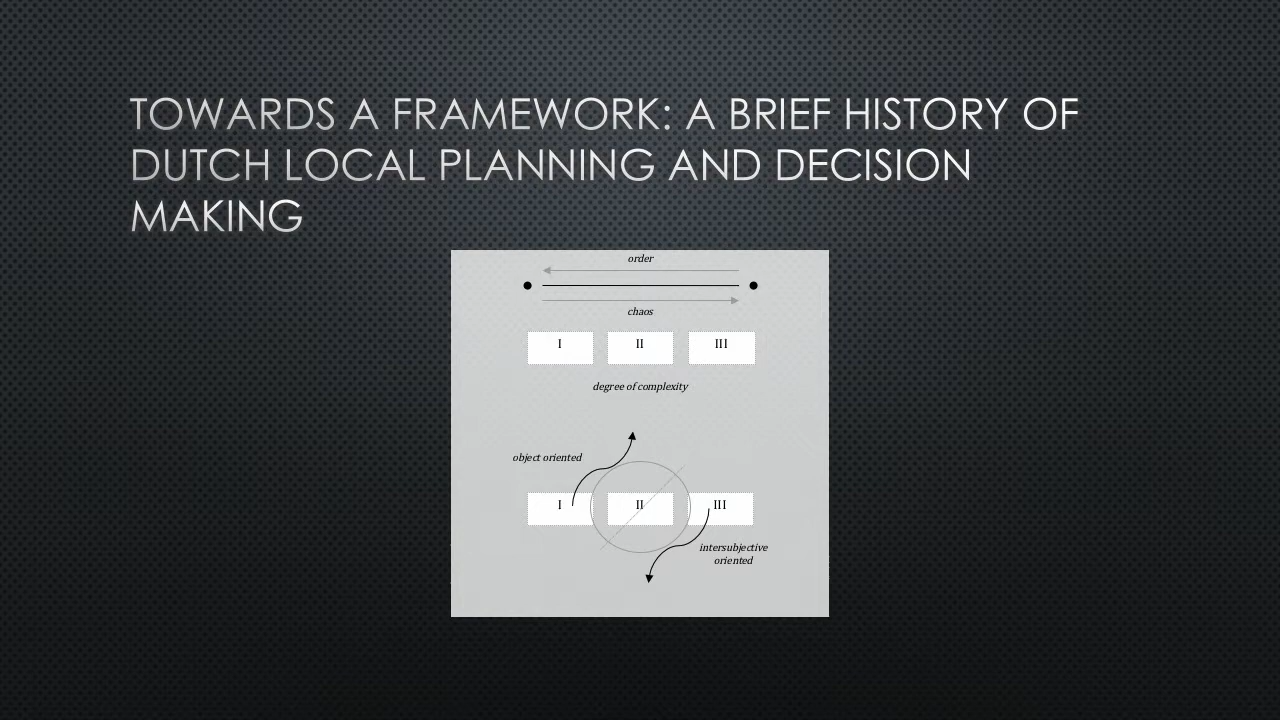 TOWARDS A FRAMEWORK: A BRIEF HISTORY OF
DUTCH LOCAL PLANNING AND DECISION
MAKING
order
chaos
I II III
degree of complexity
object oriented
I II III
intersubjective
oriented